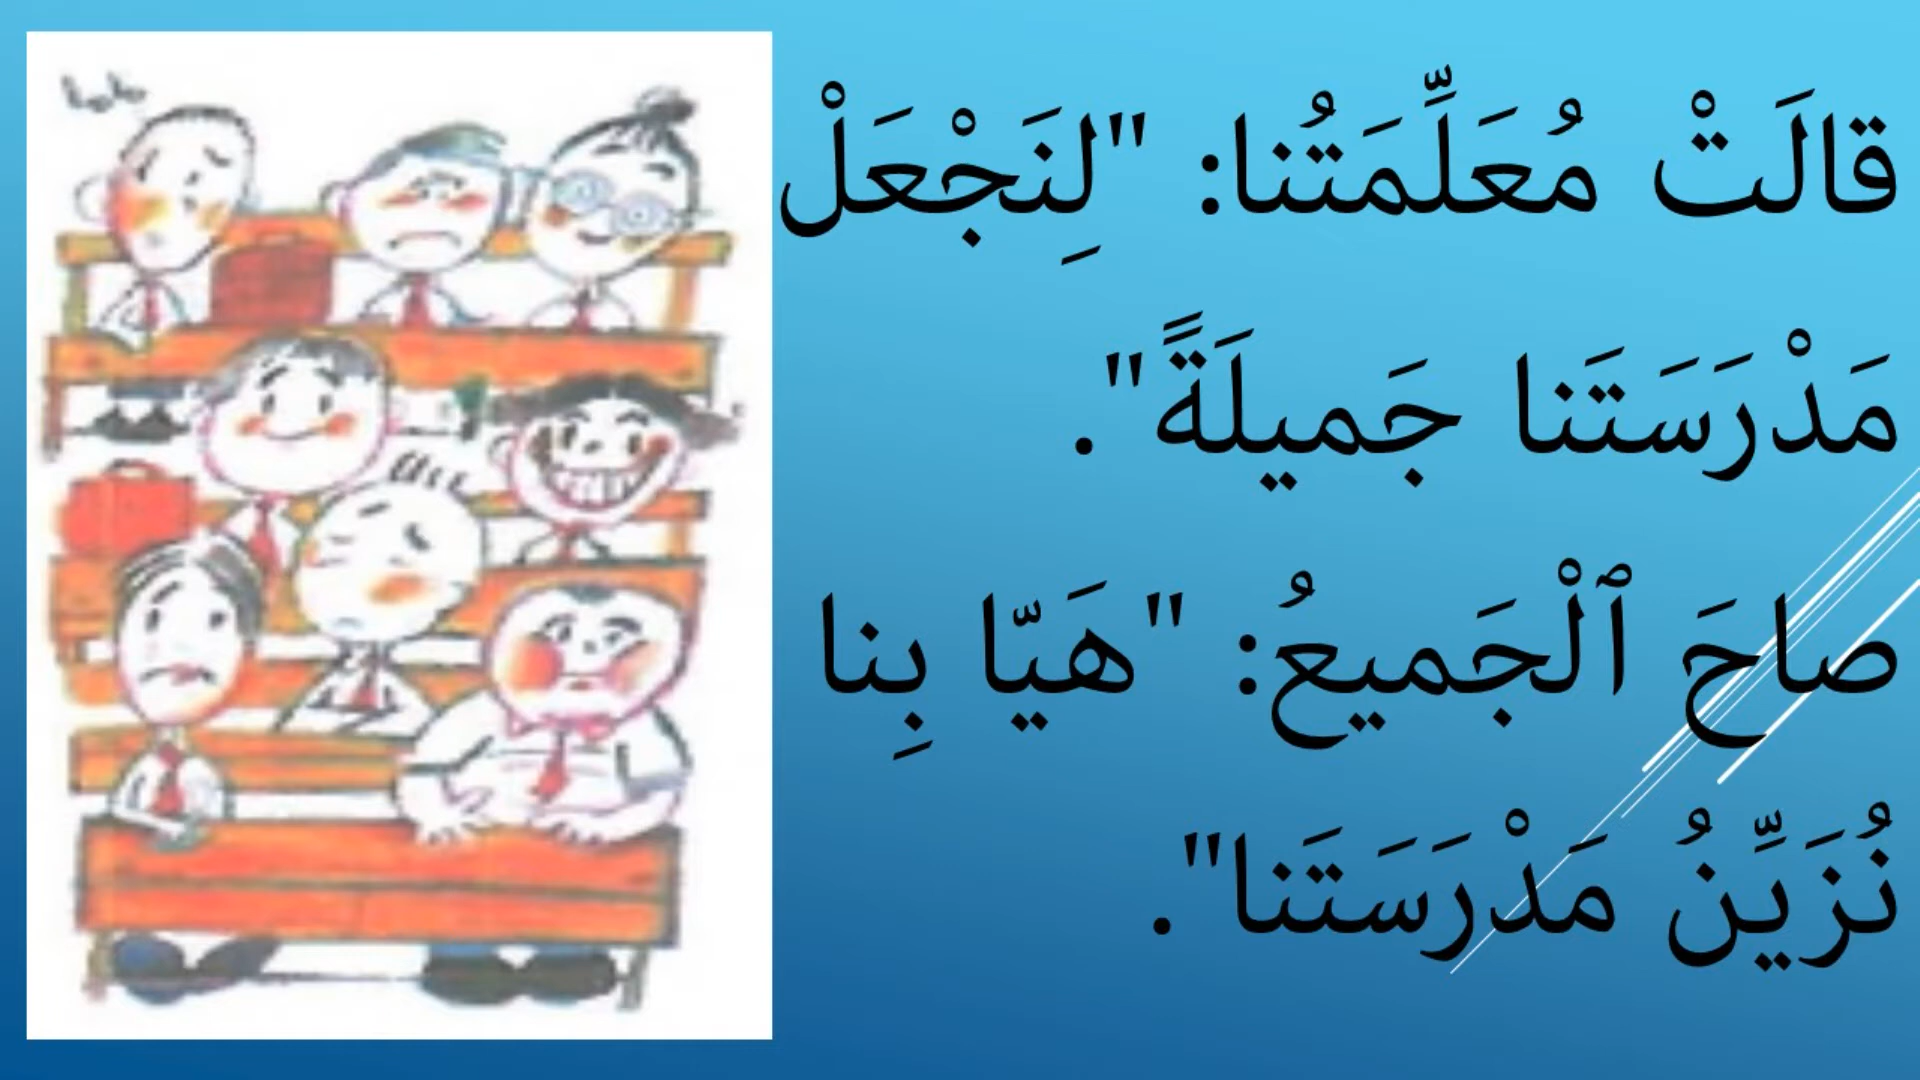 قالَتْ مُعَلِّمَتُنا: "لِنَجْعَلْ
مَدْرَسَتَنا جَميلَةً".
صاحَ ٱلْجَميعُ: "هَيّا بِنا
نُزَيِّنُ مَدْرَسَتَنا".